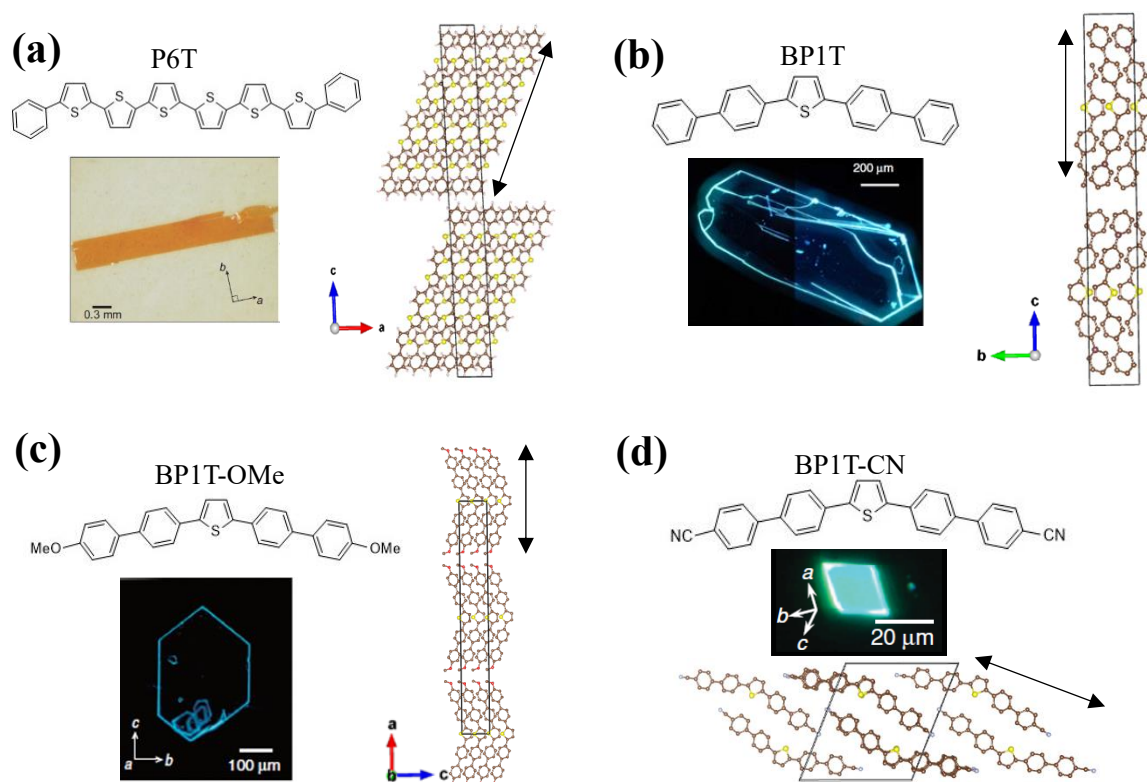 (a)
P6T
S
S
S
S
S
S
b
a
0.3 mm
c
a
(b)
BP1T
S
200 μm
c
b
(c)
BP1T-OMe
S
MeO
OMe
c
a
b
100 μm
a
b
c
(d)
BP1T-CN
S
NC
CN
a
b
c
20 μm